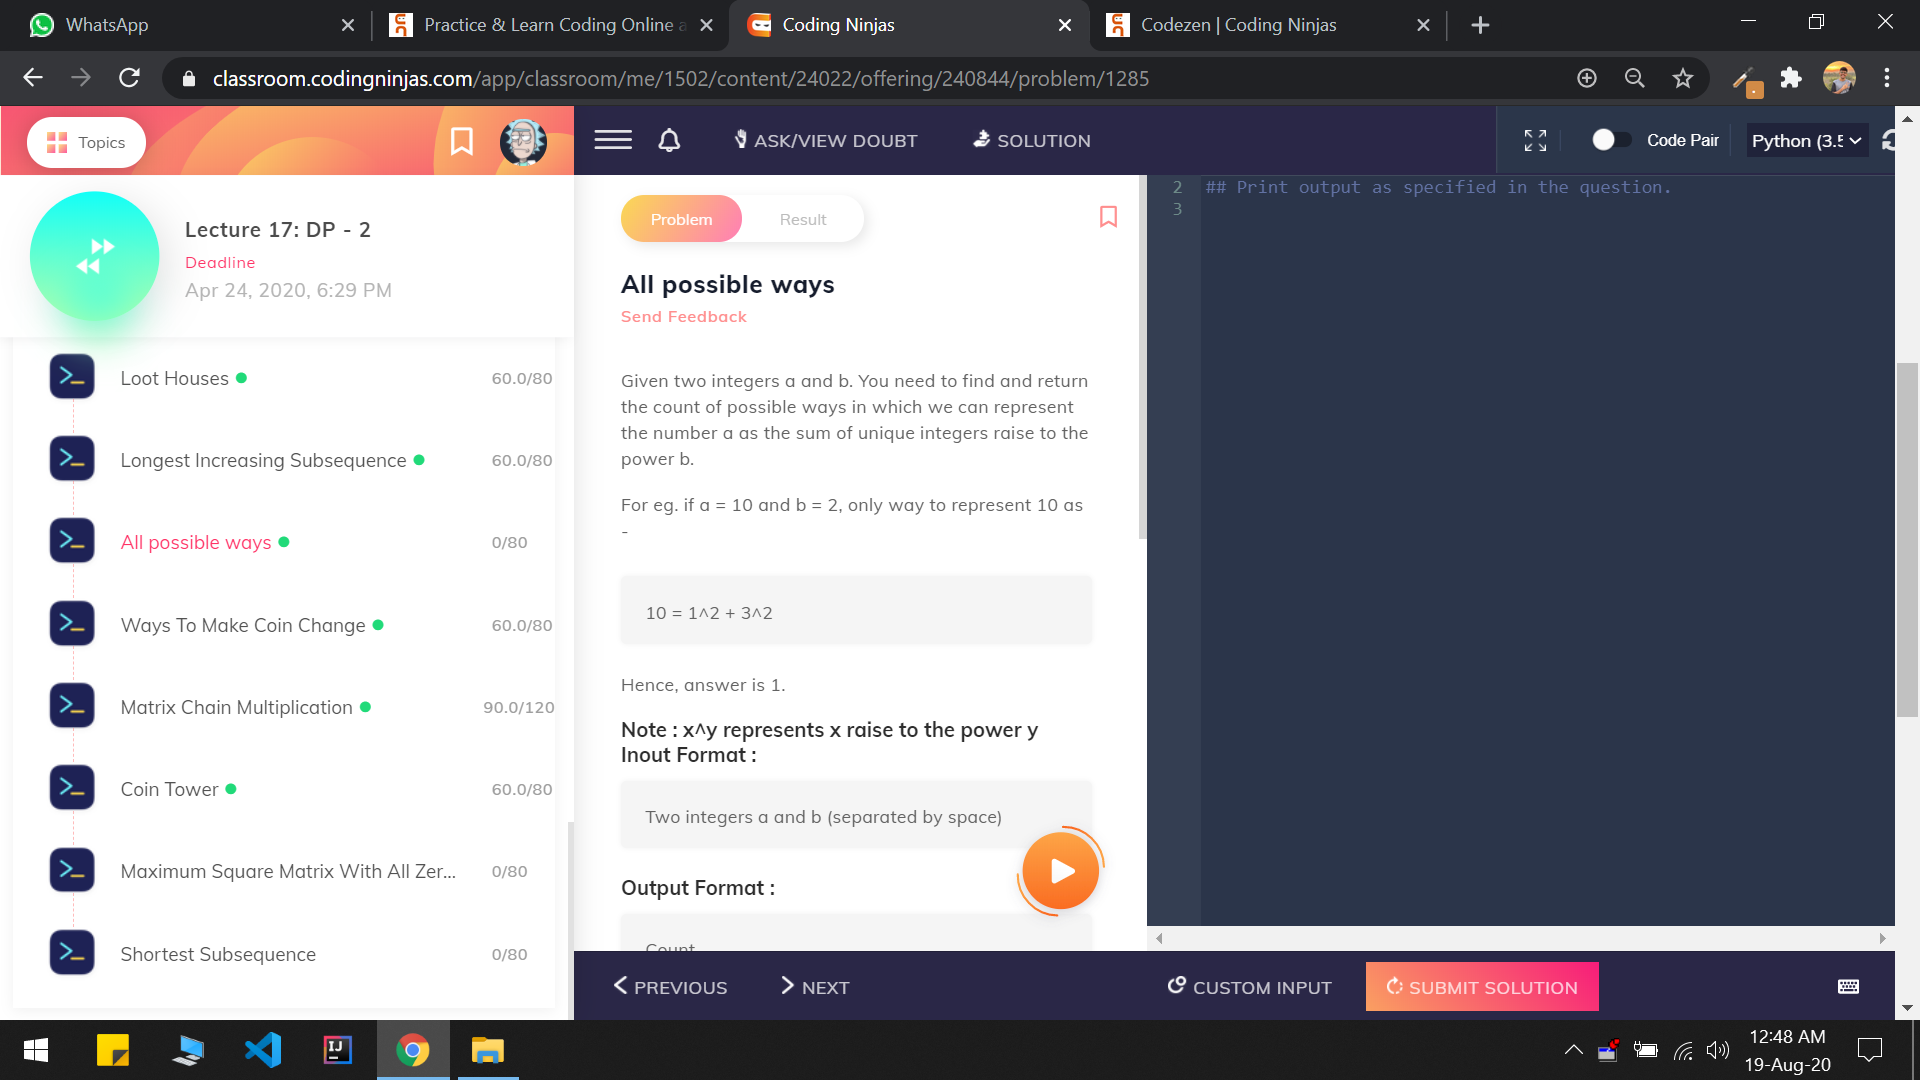 WhatsApp
Practice & Learn Coding Online a
Coding Ninjas
Codezen | Coding Ninjas
classroom.codingninjas.com/app/classroom/me/1502/content/24022/offering/240844/problem/1285
Topics
ASK/VIEW DOUBT
SOLUTION
Code Pair
Python (3.5
Lecture 17: DP - 2
Deadline
Apr 24, 2020, 6:29 PM
Loot Houses
60.0/80
Longest Increasing Subsequence
60.0/80
All possible ways
0/80
Ways To Make Coin Change
60.0/80
Matrix Chain Multiplication
90.0/120
Coin Tower
60.0/80
Maximum Square Matrix With All Zer...
0/80
Shortest Subsequence
0/80
Problem
Result
All possible ways
Send Feedback
Given two integers a and b. You need to find and return
the count of possible ways in which we can represent
the number a as the sum of unique integers raise to the
power b.
For eg. if a = 10 and b = 2, only way to represent 10 as
-
10 = 1^2 + 3^2
Hence, answer is 1.
Note : x^y represents x raise to the power y
Inout Format :
Two integers a and b (separated by space)
Output Format :
Count
2 ## Print output as specified in the question.
3
PREVIOUS
NEXT
CUSTOM INPUT
SUBMIT SOLUTION
IJ
12:48 AM
19-Aug-20